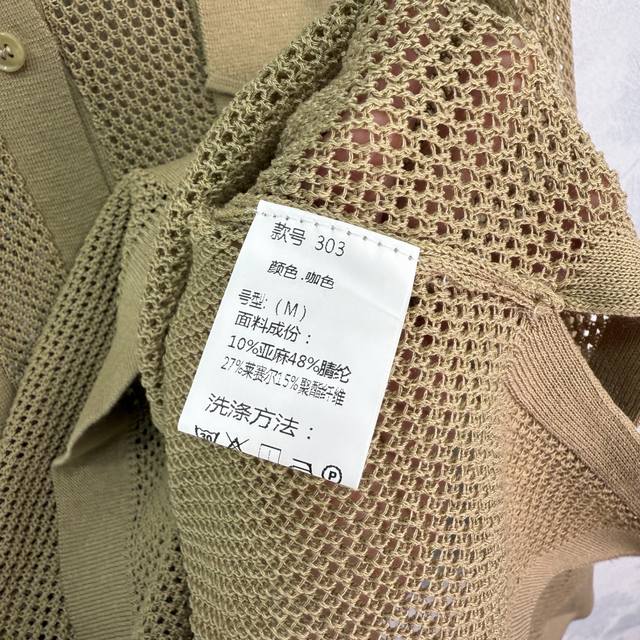 款号 303
颜色.咖色
号型:（M）
面料成份：
10%亚麻48%腈纶
27%莱赛尔15%聚酯纤维
洗涤方法：
P